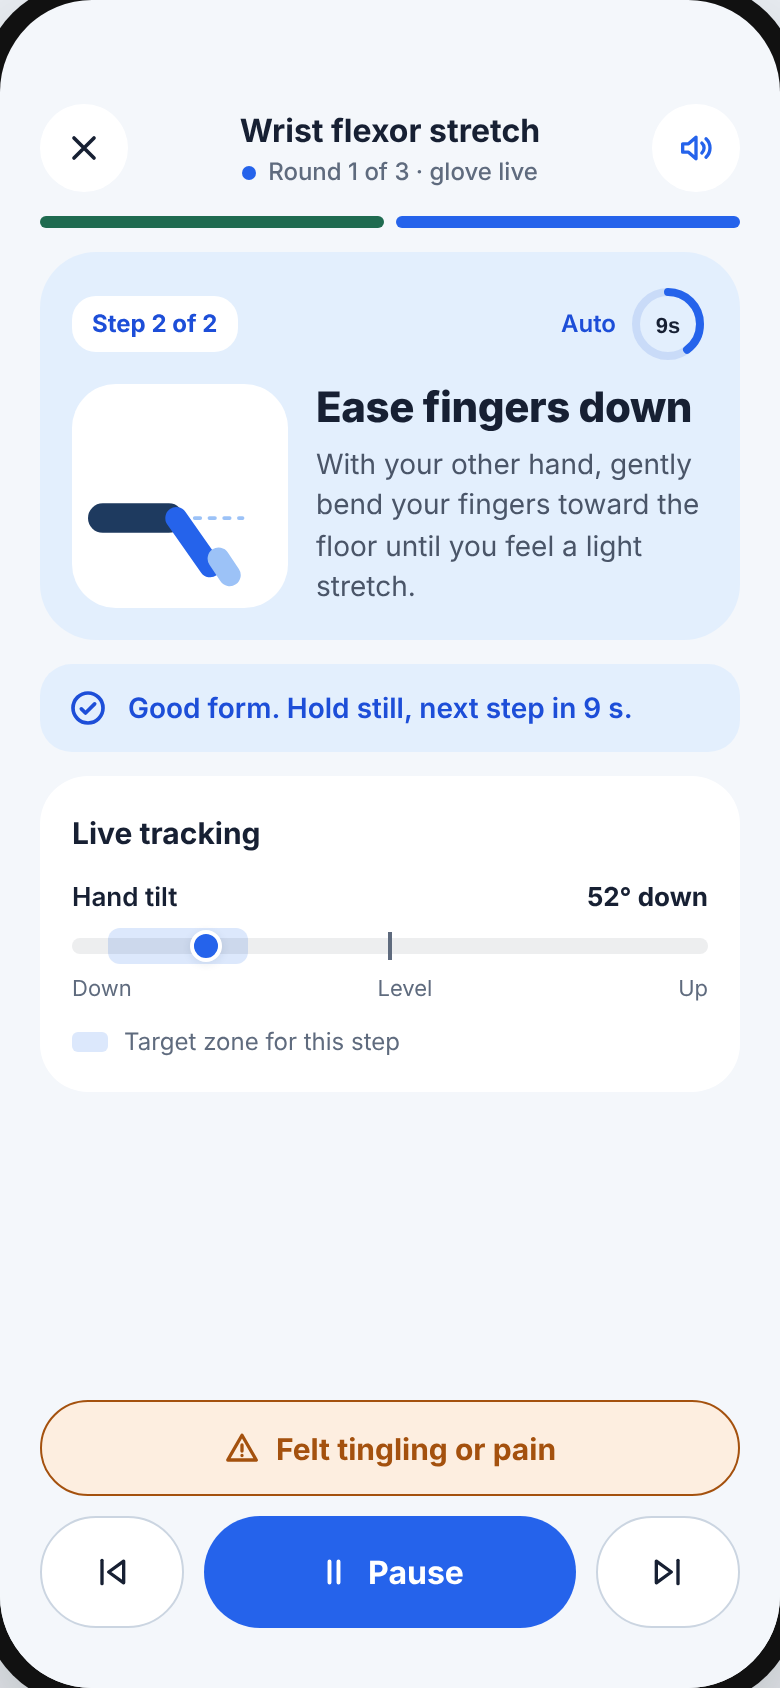 Wrist flexor stretch
Round 1 of 3 · glove live
Step 2 of 2
Auto
9s
Ease fingers down
With your other hand, gently
bend your fingers toward the
floor until you feel a light
stretch.
Good form. Hold still, next step in 9 s.
Live tracking
Hand tilt
52° down
Down
Level
Up
Target zone for this step
Felt tingling or pain
Pause